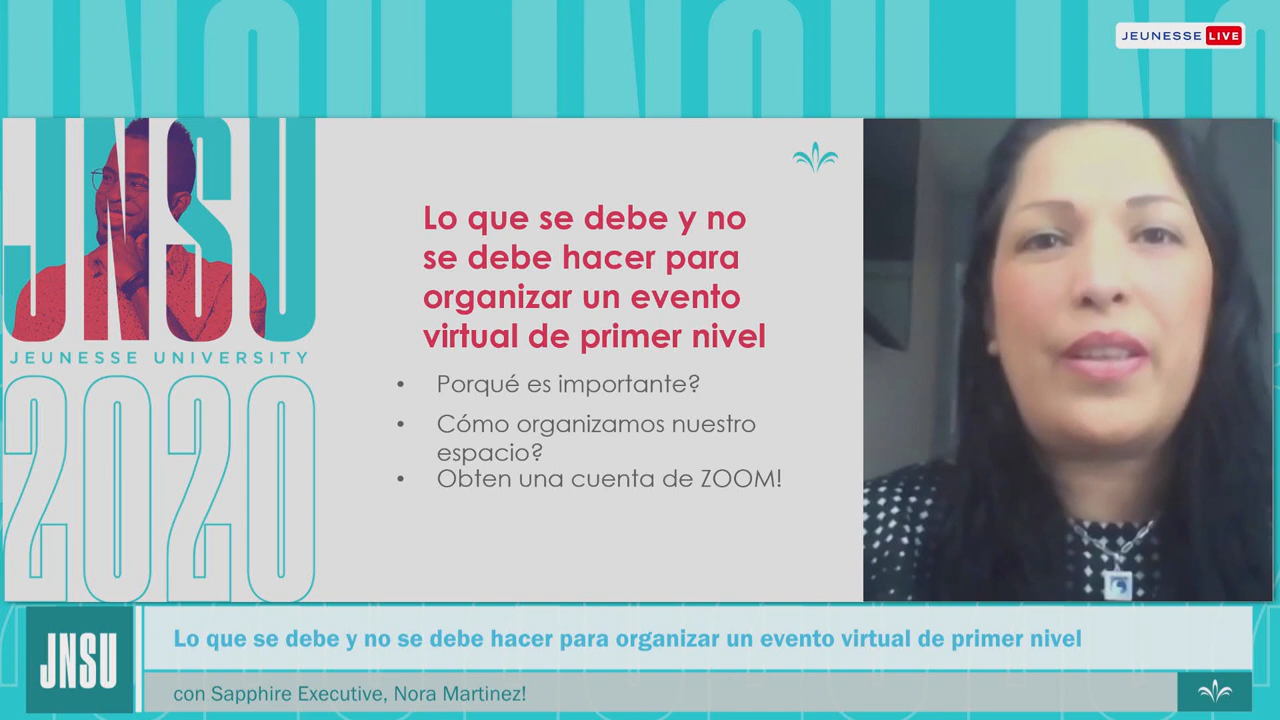 JEUNESSE LIVE
JNSU
JEUNESSE UNIVERSITY
2020
Lo que se debe y no
se debe hacer para
organizar un evento
virtual de primer nivel
• Porqué es importante?
• Cómo organizamos nuestro
espacio?
• Obten una cuenta de ZOOM!
JNSU
Lo que se debe y no se debe hacer para organizar un evento virtual de primer nivel
con Sapphire Executive, Nora Martinez!